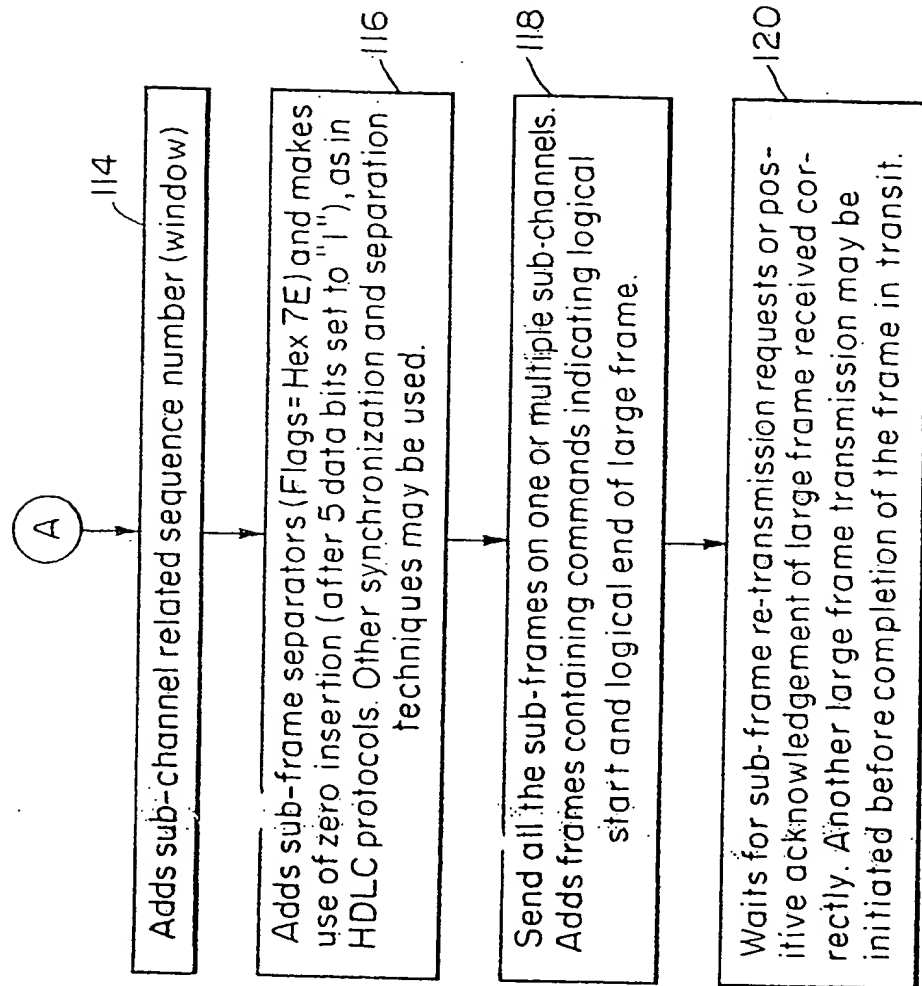 A
114
Adds sub-channel related sequence number (window)
116
Adds sub-frame separators (Flags = Hex 7E) and makes
use of zero insertion (after 5 data bits set to "1"), as in
HDLC protocols. Other synchronization and separation
techniques may be used.
118
Send all the sub-frames on one or multiple sub-channels.
Adds frames containing commands indicating logical
start and logical end of large frame.
120
Waits for sub-frame re-transmission requests or pos-
itive acknowledgement of large frame received cor-
rectly. Another large frame transmission may be
initiated before completion of the frame in transit.